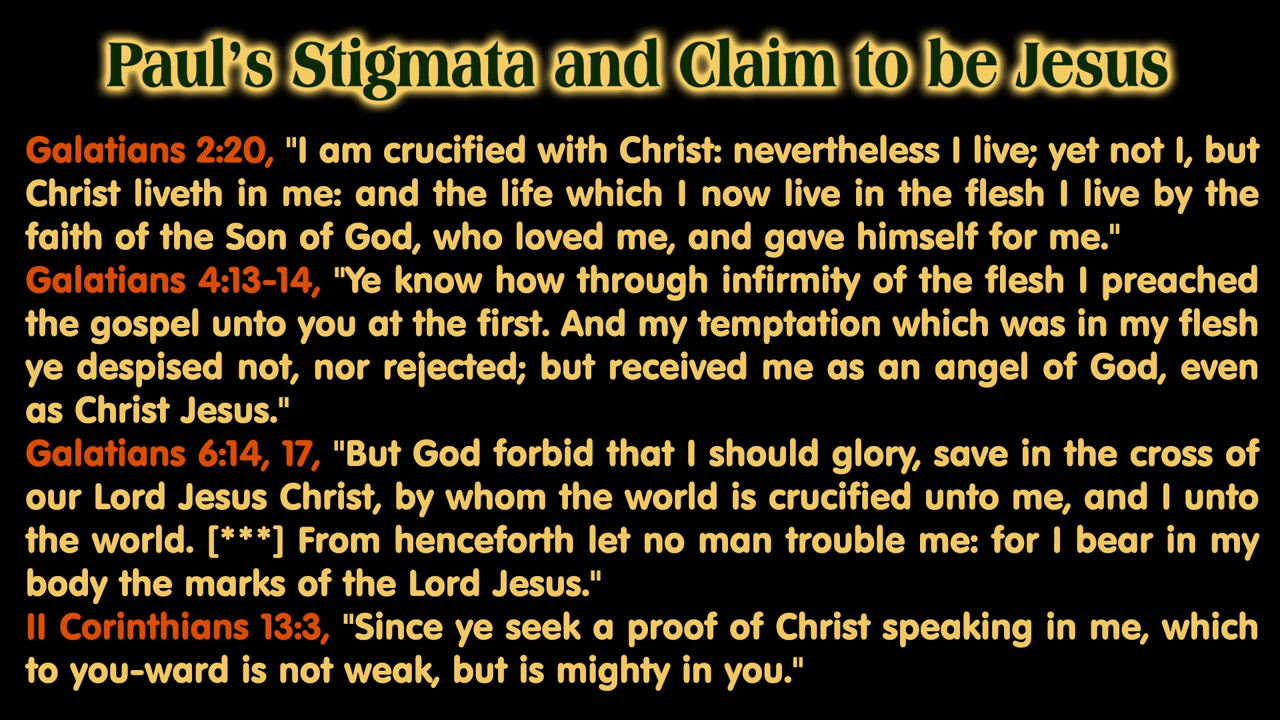 Paul's Stigmata and Claim to be Jesus
Galatians 2:20, "I am crucified with Christ: nevertheless I live; yet not I, but
Christ liveth in me: and the life which I now live in the flesh I live by the
faith of the Son of God, who loved me, and gave himself for me."
Galatians 4:13-14, "Ye know how through infirmity of the flesh I preached
the gospel unto you at the first. And my temptation which was in my flesh
ye despised not, nor rejected; but received me as an angel of God, even
as Christ Jesus."
Galatians 6:14, 17, "But God forbid that I should glory, save in the cross of
our Lord Jesus Christ, by whom the world is crucified unto me, and I unto
the world. [***] From henceforth let no man trouble me: for I bear in my
body the marks of the Lord Jesus."
II Corinthians 13:3, "Since ye seek a proof of Christ speaking in me, which
to you-ward is not weak, but is mighty in you."